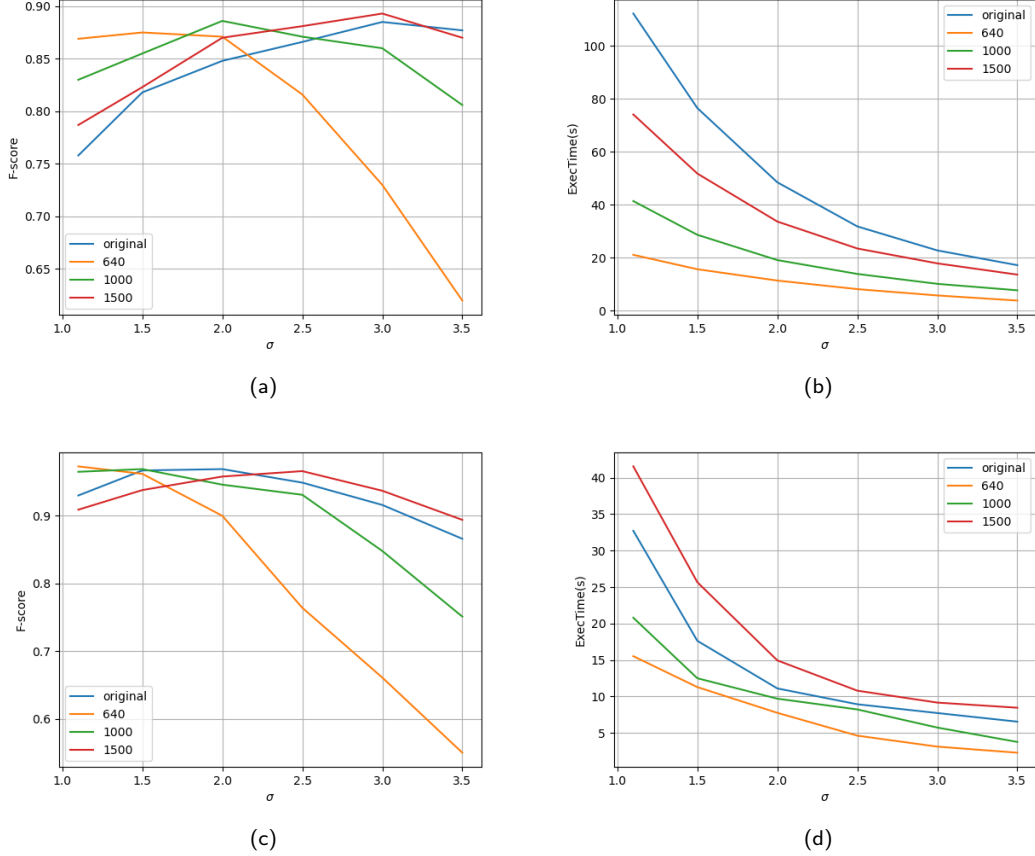 0.90
0.85
0.80
0.75
0.70
0.65
F-score
original
640
1000
1500
1.0 1.5 2.0 2.5 3.0 3.5
σ
(a)
100
80
60
40
20
0
ExecTime(s)
original
640
1000
1500
1.0 1.5 2.0 2.5 3.0 3.5
σ
(b)
0.9
0.8
0.7
0.6
F-score
original
640
1000
1500
1.0 1.5 2.0 2.5 3.0 3.5
σ
(c)
40
35
30
25
20
15
10
5
ExecTime(s)
original
640
1000
1500
1.0 1.5 2.0 2.5 3.0 3.5
σ
(d)